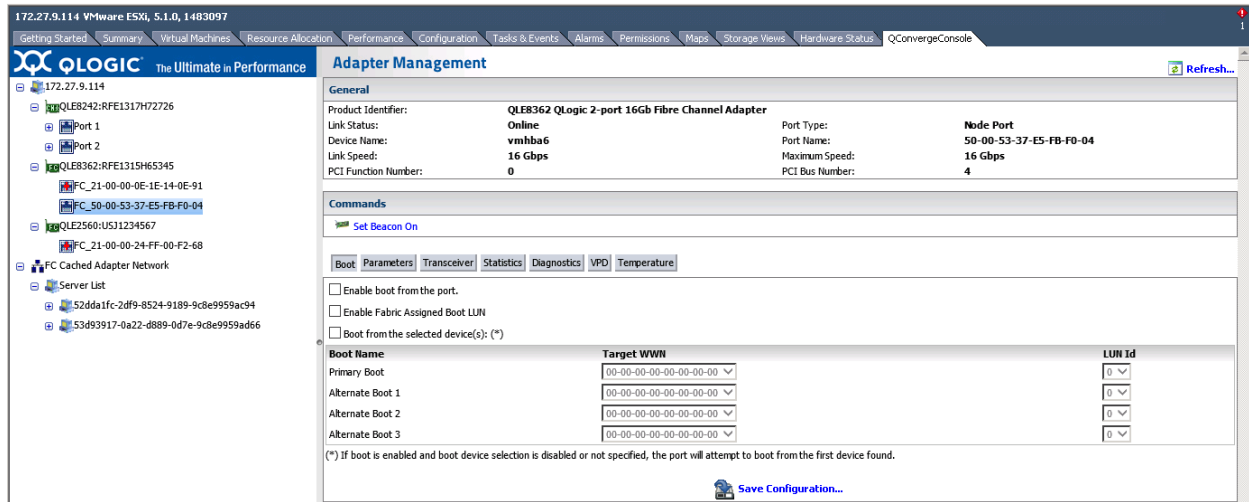 172.27.9.114 VMware ESXi, 5.1.0, 1483097
1
Getting Started Summary Virtual Machines Resource Allocation Performance Configuration Tasks & Events Alarms Permissions Maps Storage Views Hardware Status QConvergeConsole
QLOGIC The Ultimate in Performance
172.27.9.114
QLE8242:RFE1317H72726
Port 1
Port 2
QLE8362:RFE1315H65345
FC_21-00-00-0E-1E-14-0E-91
FC_50-00-53-37-E5-FB-F0-04
QLE2560:USJ1234567
FC_21-00-00-24-FF-00-F2-68
FC Cached Adapter Network
Server List
52dda1fc-2df9-8524-9189-9c8e9959ac94
53d93917-0a22-d889-0d7e-9c8e9959ad66
Adapter Management
Refresh...
General
Product Identifier: QLE8362 QLogic 2-port 16Gb Fibre Channel Adapter
Link Status: Online Port Type: Node Port
Device Name: vmhba6 Port Name: 50-00-53-37-E5-FB-F0-04
Link Speed: 16 Gbps Maximum Speed: 16 Gbps
PCI Function Number: 0 PCI Bus Number: 4
Commands
Set Beacon On
Boot Parameters Transceiver Statistics Diagnostics VPD Temperature
Enable boot from the port.
Enable Fabric Assigned Boot LUN
Boot from the selected device(s): (*)
Boot Name Target WWN LUN Id
Primary Boot 00-00-00-00-00-00-00-00 0
Alternate Boot 1 00-00-00-00-00-00-00-00 0
Alternate Boot 2 00-00-00-00-00-00-00-00 0
Alternate Boot 3 00-00-00-00-00-00-00-00 0
(*) If boot is enabled and boot device selection is disabled or not specified, the port will attempt to boot from the first device found.
Save Configuration...